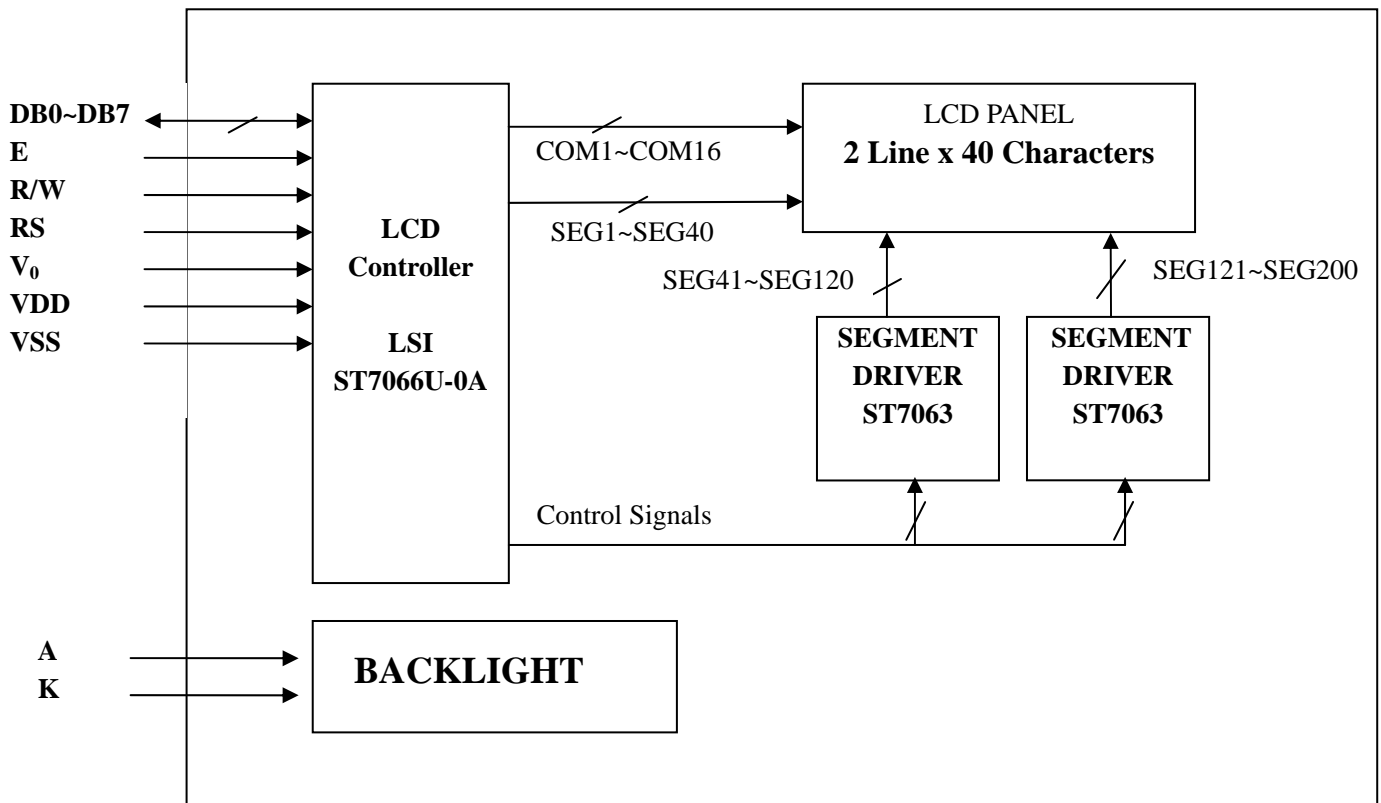 DB0~DB7
E
R/W
RS
V₀
VDD
VSS
LCD
Controller
LSI
ST7066U-0A
COM1~COM16
SEG1~SEG40
LCD PANEL
2 Line x 40 Characters
SEG41~SEG120
SEG121~SEG200
SEGMENT
DRIVER
ST7063
SEGMENT
DRIVER
ST7063
Control Signals
A
K
BACKLIGHT